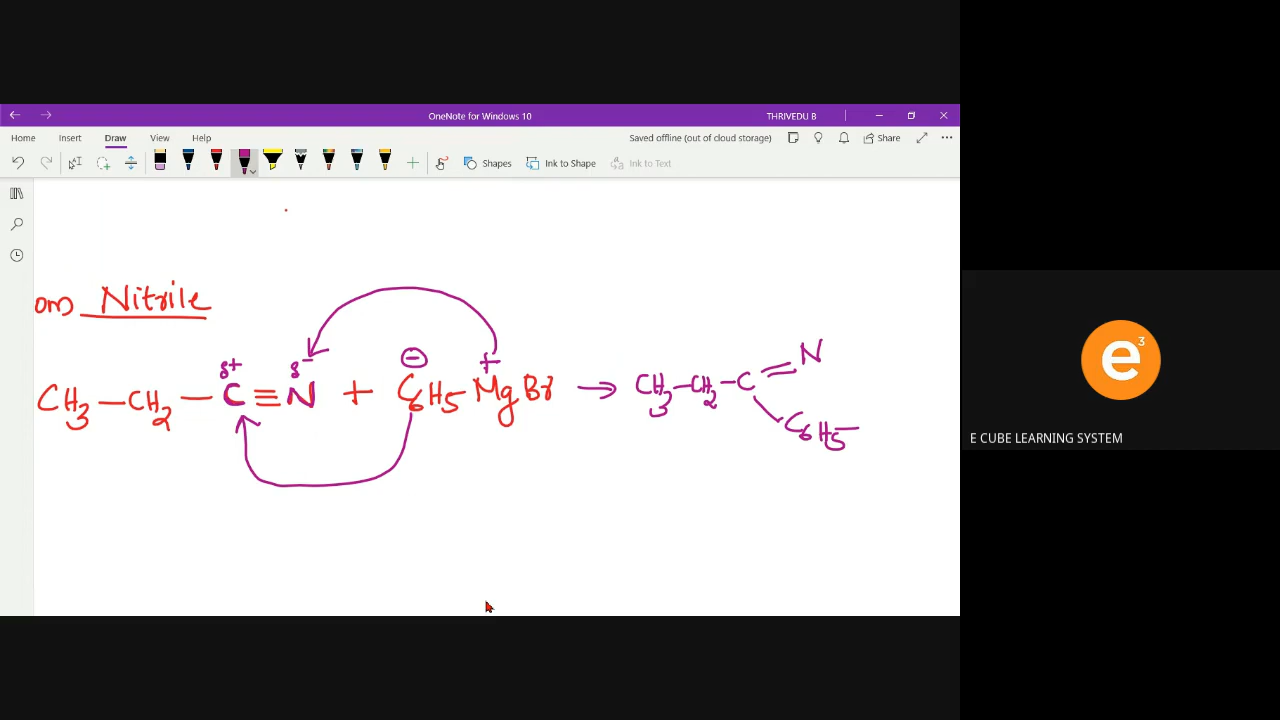 OneNote for Windows 10
THRIVEDU B
Home Insert Draw View Help
Saved offline (out of cloud storage)
Share
Shapes Ink to Shape Ink to Text
om Nitrile
δ+ δ- ⊖ +
CH3 — CH2 — C ≡ N + C6H5 MgBr → CH3 — CH2 — C = N
C6H5
e3
E CUBE LEARNING SYSTEM